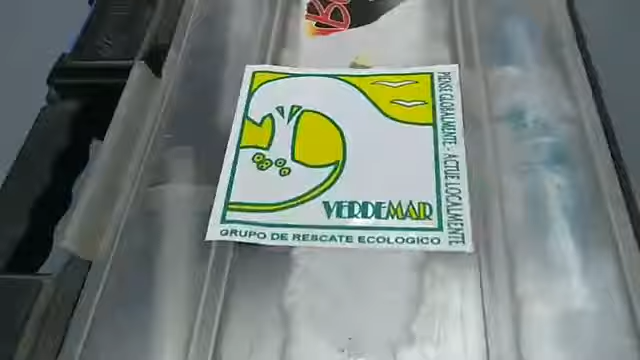 VERDEMAR
GRUPO DE RESCATE ECOLOGICO
PIENSE GLOBALMENTE - ACTUE LOCALMENTE